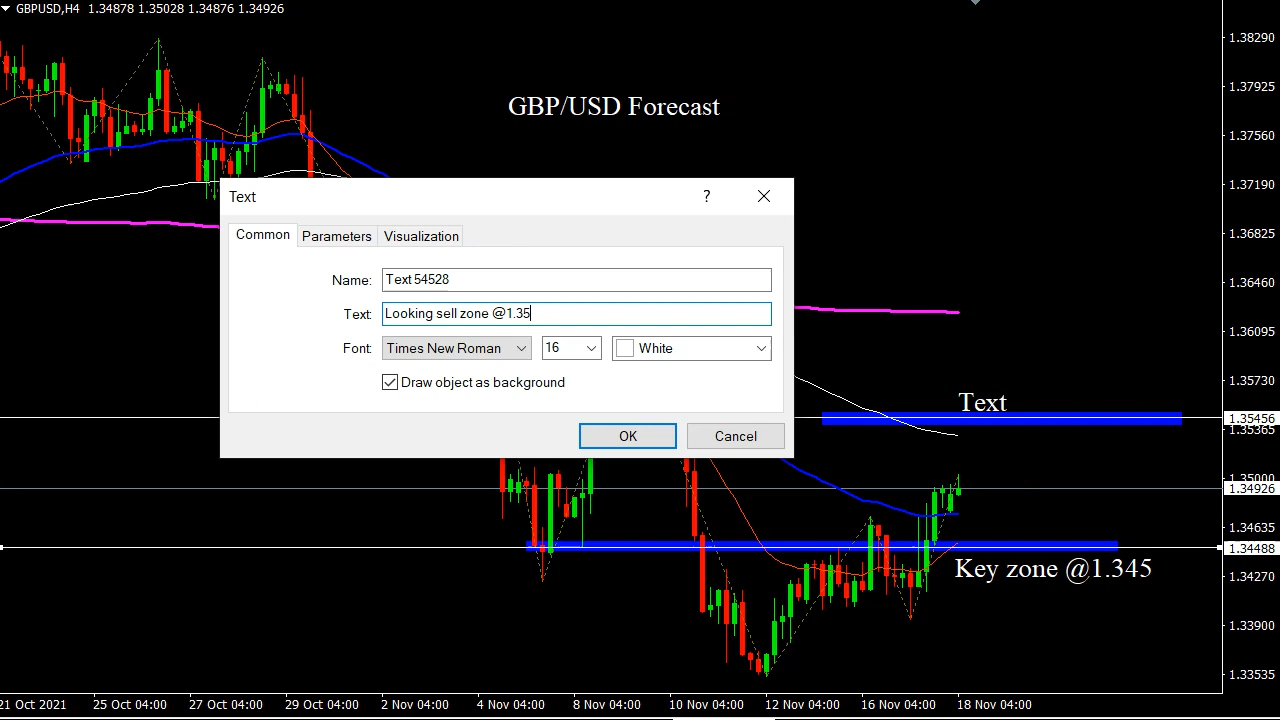 GBPUSD,H4 1.34878 1.35028 1.34876 1.34926
1.38290
1.37925
GBP/USD Forecast
1.37560
1.37190
Text ? ×
1.36825
Common Parameters Visualization
Name: Text 54528
1.36460
Text: Looking sell zone @1.35
1.36095
Font: Times New Roman 16 White
1.35730
Draw object as background
Text
1.35456
1.35365
OK Cancel
1.35000
1.34926
1.34635
1.34488
Key zone @1.345
1.34270
1.33900
1.33535
21 Oct 2021 25 Oct 04:00 27 Oct 04:00 29 Oct 04:00 2 Nov 04:00 4 Nov 04:00 8 Nov 04:00 10 Nov 04:00 12 Nov 04:00 16 Nov 04:00 18 Nov 04:00